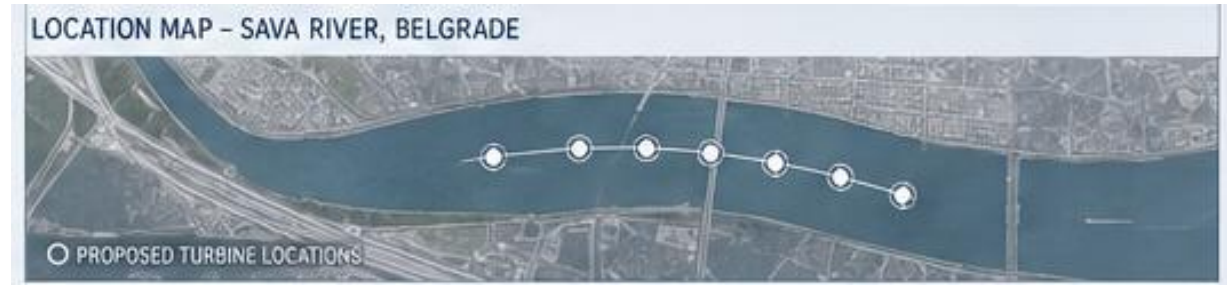 LOCATION MAP – SAVA RIVER, BELGRADE
PROPOSED TURBINE LOCATIONS